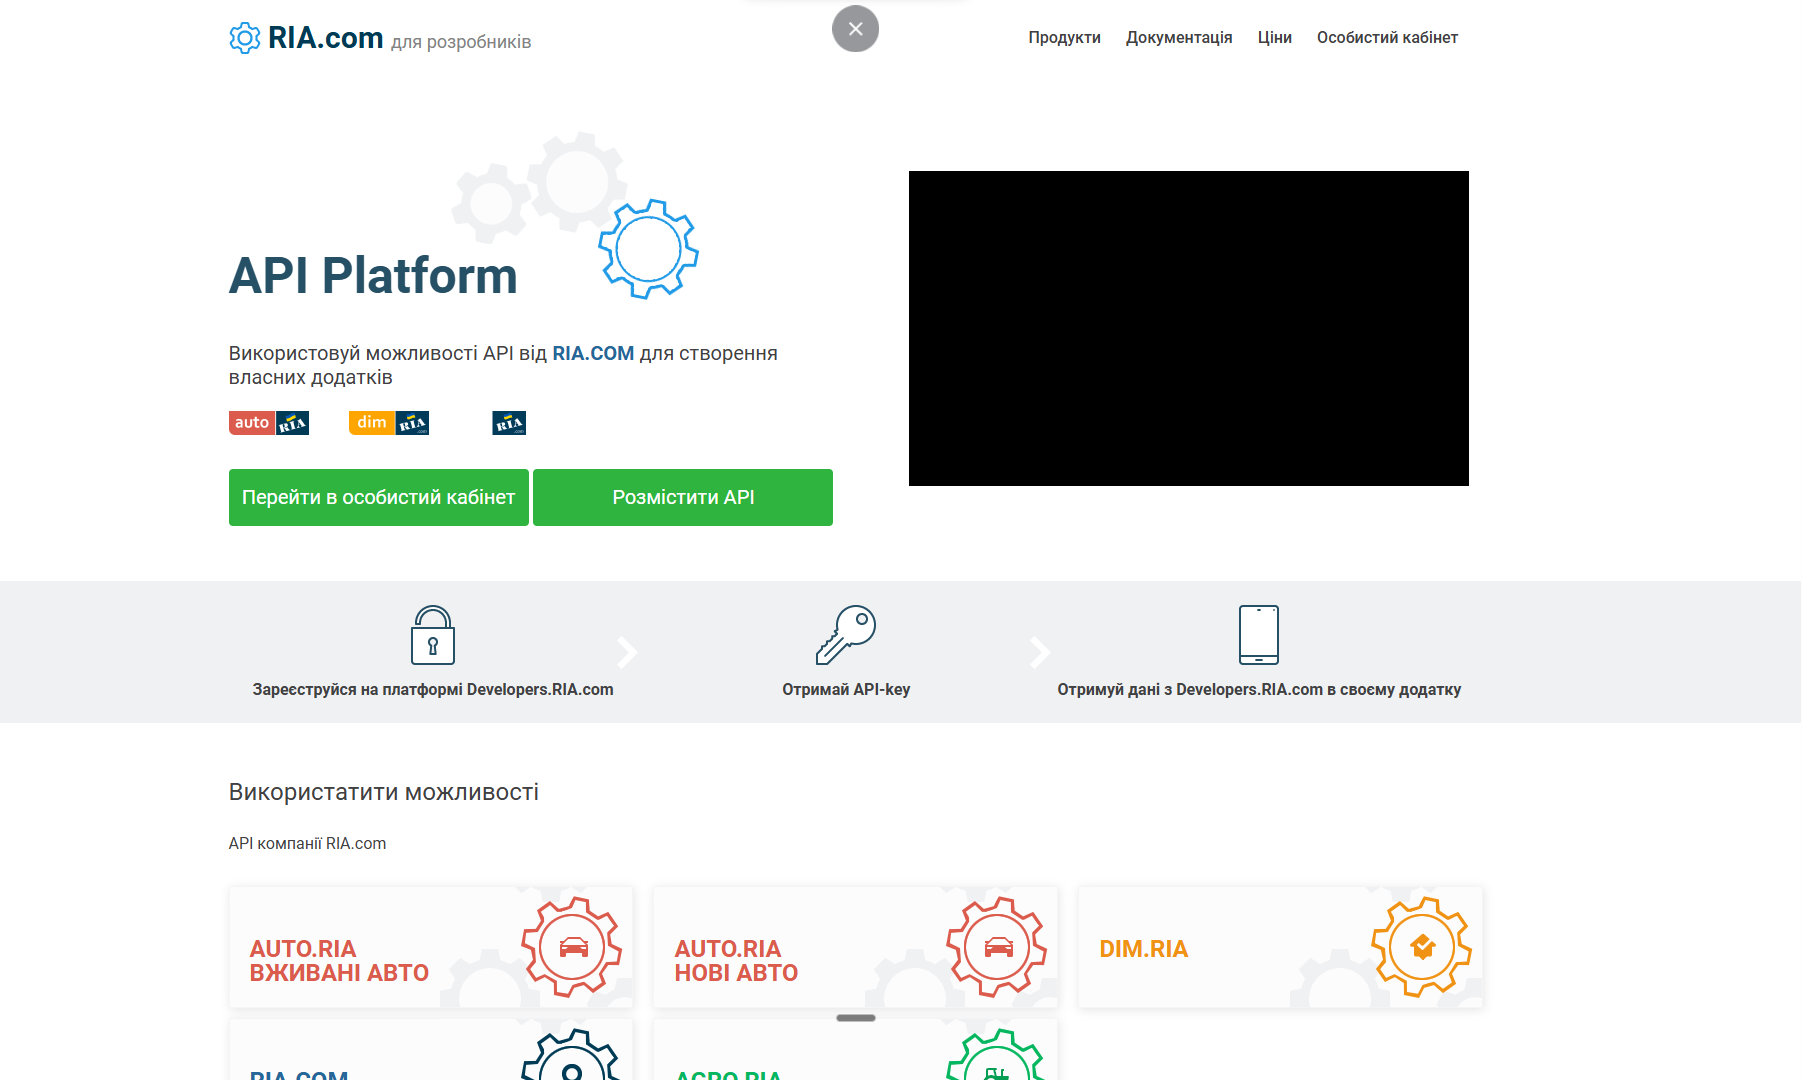 RIA.com для розробників
Продукти Документація Ціни Особистий кабінет
API Platform
Використовуй можливості API від RIA.COM для створення
власних додатків
auto RIA dim RIA.com RIA.com
Перейти в особистий кабінет Розмістити API
Зареєструйся на платформі Developers.RIA.com Отримай API-key Отримуй дані з Developers.RIA.com в своєму додатку
Використатити можливості
API компанії RIA.com
AUTO.RIA
ВЖИВАНІ АВТО
AUTO.RIA
НОВІ АВТО
DIM.RIA
RIA.COM
AGRO.RIA